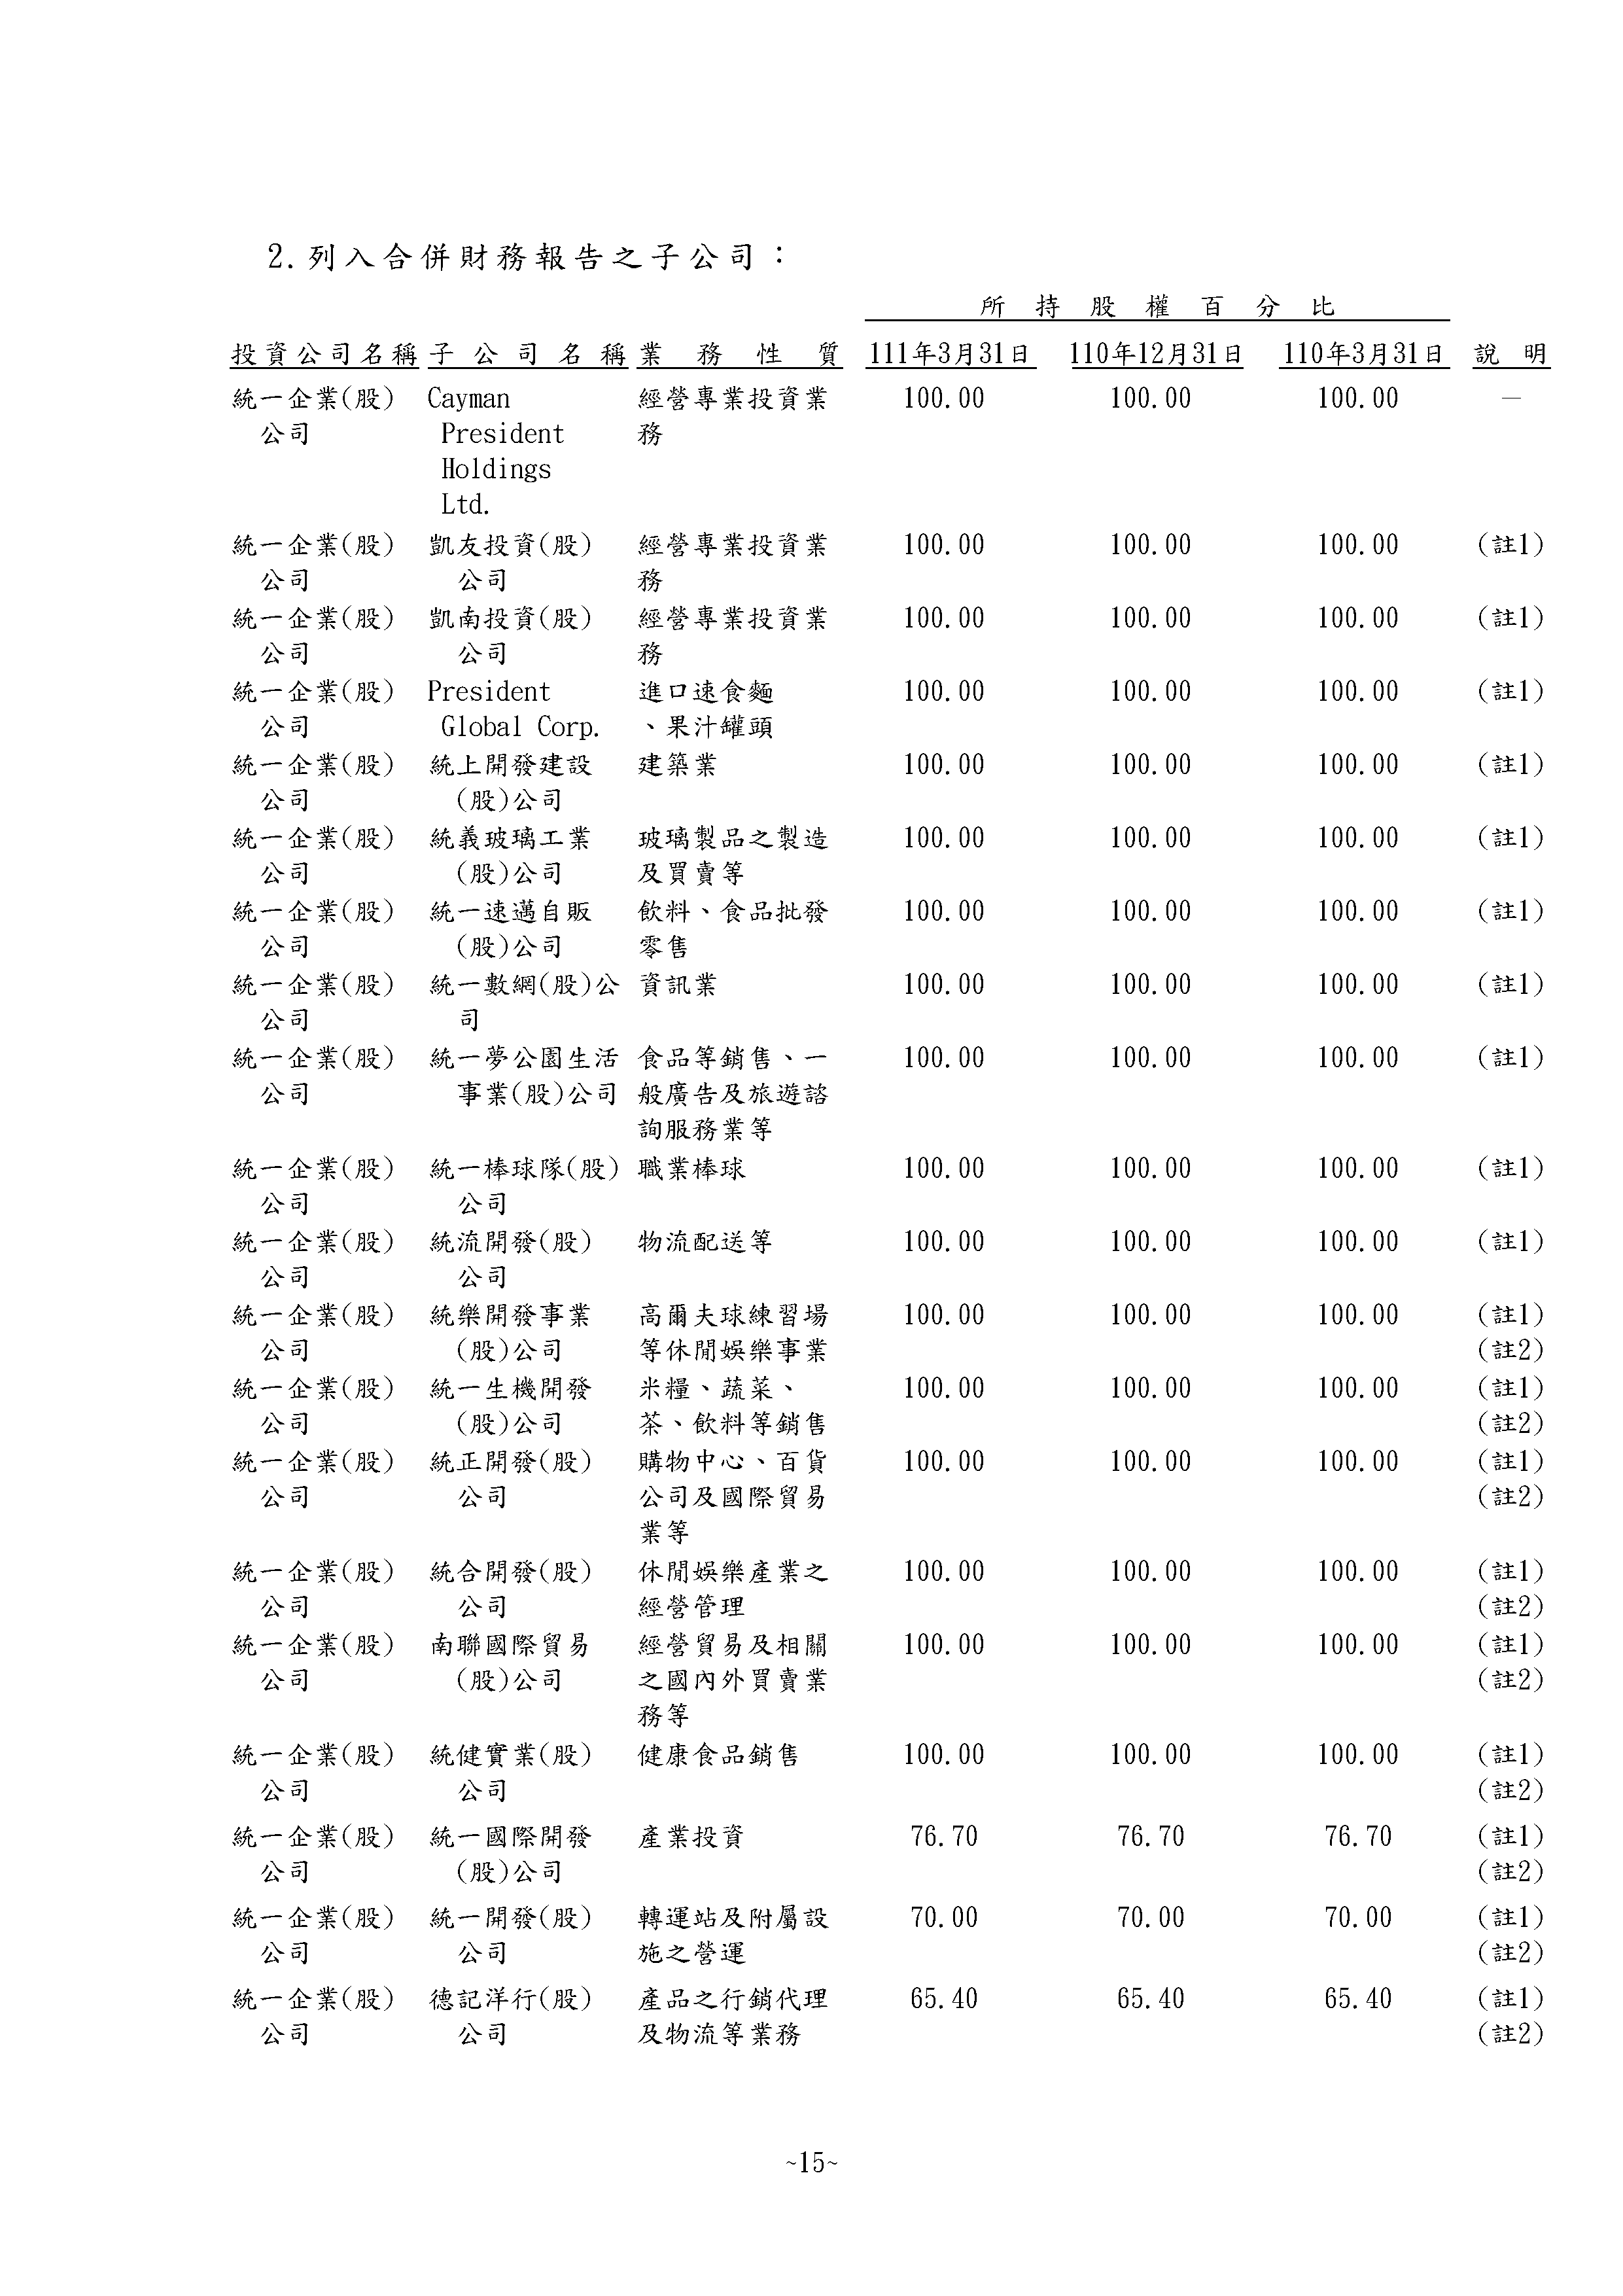 2.列入合併財務報告之子公司：
所持股權百分比
投資公司名稱 子公司名稱 業務性質 111年3月31日 110年12月31日 110年3月31日 說明
統一企業(股) Cayman 經營專業投資業 100.00 100.00 100.00 －
公司 President 務
Holdings
Ltd.
統一企業(股) 凱友投資(股) 經營專業投資業 100.00 100.00 100.00 (註1)
公司 公司 務
統一企業(股) 凱南投資(股) 經營專業投資業 100.00 100.00 100.00 (註1)
公司 公司 務
統一企業(股) President 進口速食麵 100.00 100.00 100.00 (註1)
公司 Global Corp. 、果汁罐頭
統一企業(股) 統上開發建設 建築業 100.00 100.00 100.00 (註1)
公司 (股)公司
統一企業(股) 統義玻璃工業 玻璃製品之製造 100.00 100.00 100.00 (註1)
公司 (股)公司 及買賣等
統一企業(股) 統一速邁自販 飲料、食品批發 100.00 100.00 100.00 (註1)
公司 (股)公司 零售
統一企業(股) 統一數網(股)公 資訊業 100.00 100.00 100.00 (註1)
公司 司
統一企業(股) 統一夢公園生活 食品等銷售、一 100.00 100.00 100.00 (註1)
公司 事業(股)公司 般廣告及旅遊諮
詢服務業等
統一企業(股) 統一棒球隊(股) 職業棒球 100.00 100.00 100.00 (註1)
公司 公司
統一企業(股) 統流開發(股) 物流配送等 100.00 100.00 100.00 (註1)
公司 公司
統一企業(股) 統樂開發事業 高爾夫球練習場 100.00 100.00 100.00 (註1)
公司 (股)公司 等休閒娛樂事業 (註2)
統一企業(股) 統一生機開發 米糧、蔬菜、 100.00 100.00 100.00 (註1)
公司 (股)公司 茶、飲料等銷售 (註2)
統一企業(股) 統正開發(股) 購物中心、百貨 100.00 100.00 100.00 (註1)
公司 公司 公司及國際貿易 (註2)
業等
統一企業(股) 統合開發(股) 休閒娛樂產業之 100.00 100.00 100.00 (註1)
公司 公司 經營管理 (註2)
統一企業(股) 南聯國際貿易 經營貿易及相關 100.00 100.00 100.00 (註1)
公司 (股)公司 之國內外買賣業 (註2)
務等
統一企業(股) 統健實業(股) 健康食品銷售 100.00 100.00 100.00 (註1)
公司 公司 (註2)
統一企業(股) 統一國際開發 產業投資 76.70 76.70 76.70 (註1)
公司 (股)公司 (註2)
統一企業(股) 統一開發(股) 轉運站及附屬設 70.00 70.00 70.00 (註1)
公司 公司 施之營運 (註2)
統一企業(股) 德記洋行(股) 產品之行銷代理 65.40 65.40 65.40 (註1)
公司 公司 及物流等業務 (註2)
~15~